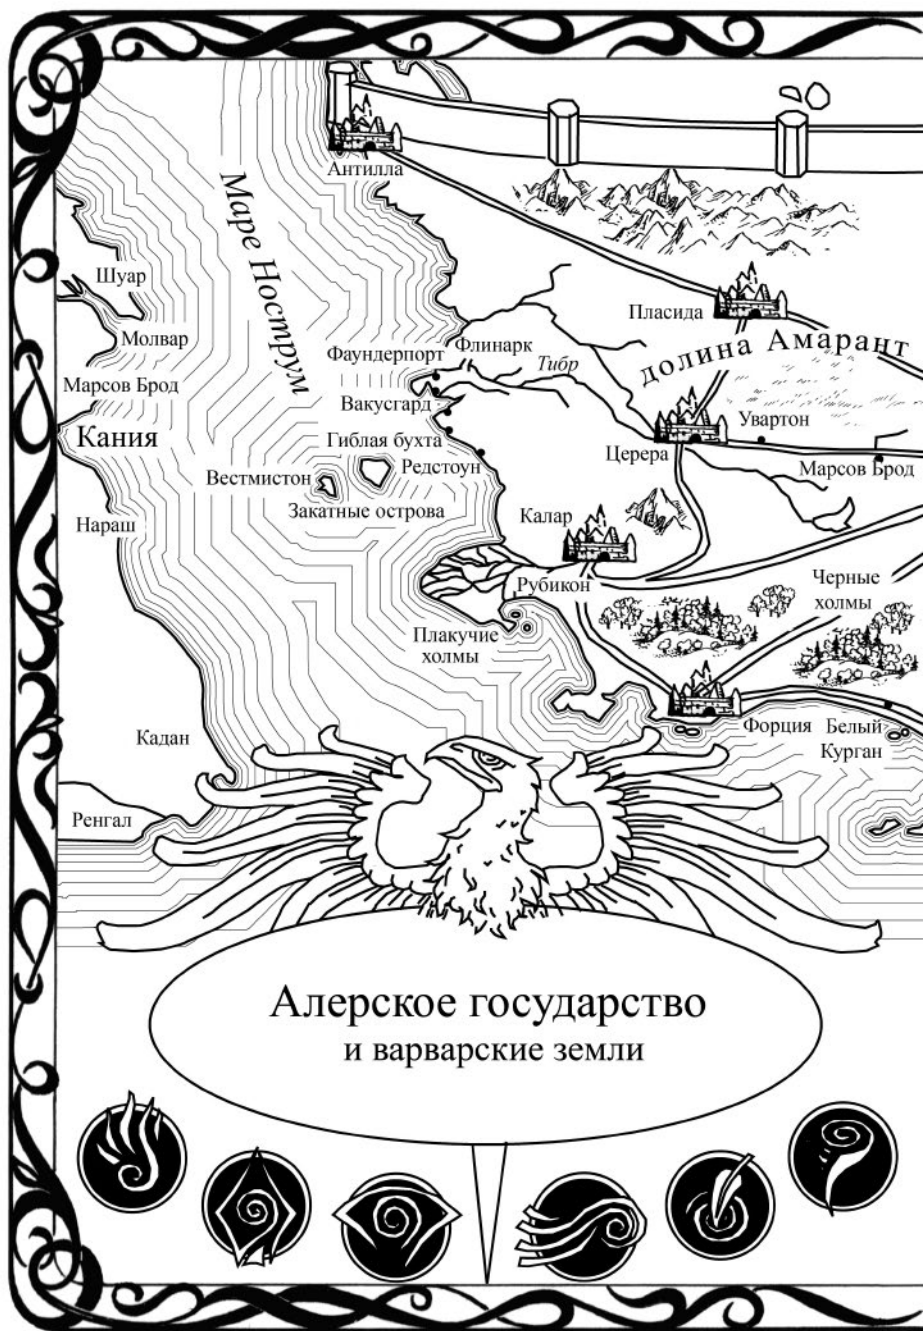 Антилла
Маре Нострум
Шуар
Молвар
Марсов Брод
Кания
Нараш
Кадан
Ренгал
Пласида
долина Амарант
Фаундерпорт
Флинарк
Тибр
Вакусгард
Гиблая бухта
Редстоун
Вестмистон
Закатные острова
Увартон
Церера
Марсов Брод
Калар
Рубикон
Плакучие
холмы
Черные
холмы
Форция
Белый
Курган
Алерское государство
и варварские земли